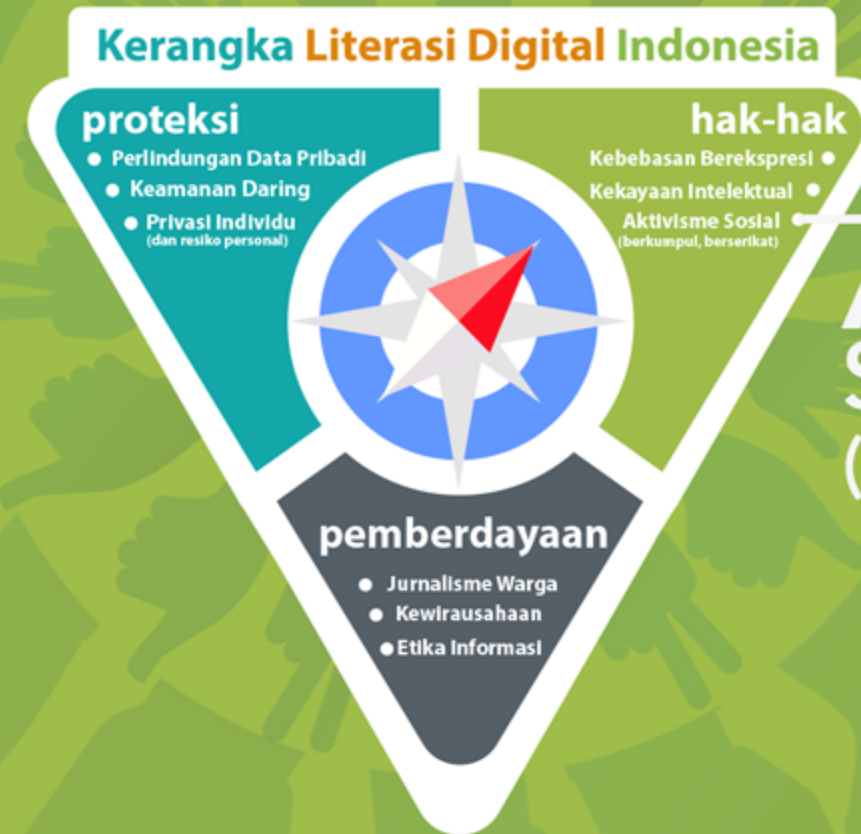 Kerangka Literasi Digital Indonesia
proteksi
Perlindungan Data Pribadi
Keamanan Daring
Privasi Individu
(dan resiko personal)
hak-hak
Kebebasan Berekspresi
Kekayaan Intelektual
Aktivisme Sosial
(berkumpul, berserikat)
pemberdayaan
Jurnalisme Warga
Kewirausahaan
Etika Informasi